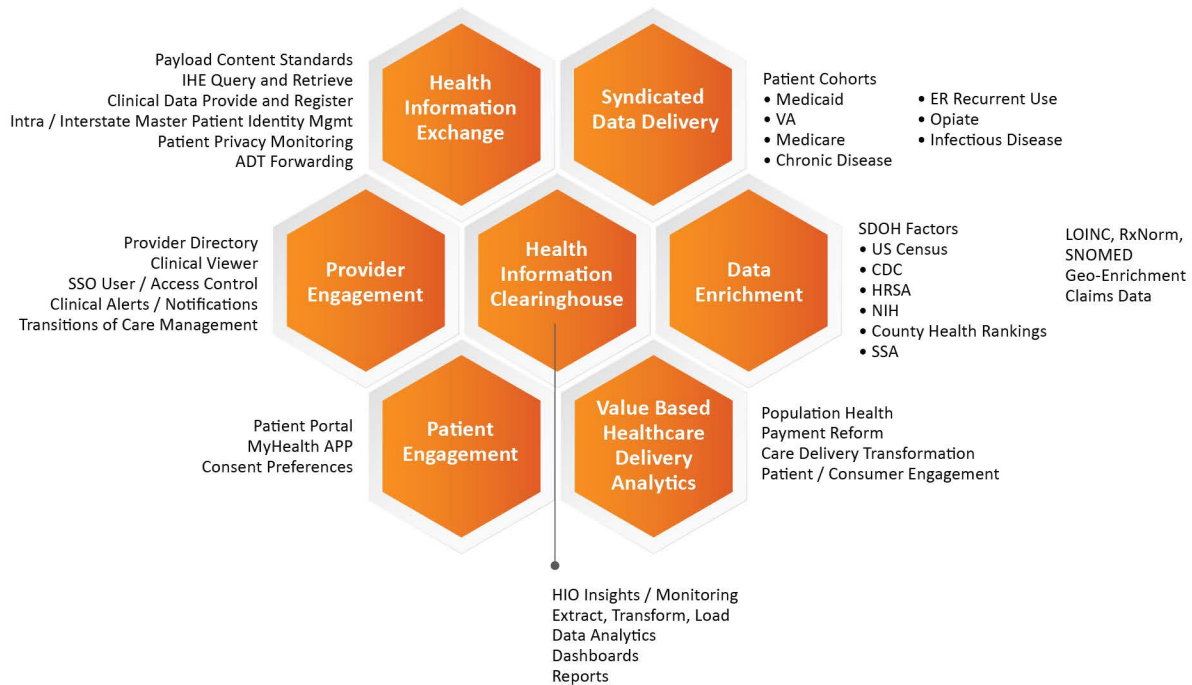 Payload Content Standards
IHE Query and Retrieve
Clinical Data Provide and Register
Intra / Interstate Master Patient Identity Mgmt
Patient Privacy Monitoring
ADT Forwarding
Health
Information
Exchange
Syndicated
Data Delivery
Patient Cohorts
• Medicaid
• VA
• Medicare
• Chronic Disease
• ER Recurrent Use
• Opiate
• Infectious Disease
Provider Directory
Clinical Viewer
SSO User / Access Control
Clinical Alerts / Notifications
Transitions of Care Management
Provider
Engagement
Health
Information
Clearinghouse
Data
Enrichment
SDOH Factors
• US Census
• CDC
• HRSA
• NIH
• County Health Rankings
• SSA
LOINC, RxNorm,
SNOMED
Geo-Enrichment
Claims Data
Patient Portal
MyHealth APP
Consent Preferences
Patient
Engagement
Value Based
Healthcare
Delivery
Analytics
Population Health
Payment Reform
Care Delivery Transformation
Patient / Consumer Engagement
HIO Insights / Monitoring
Extract, Transform, Load
Data Analytics
Dashboards
Reports